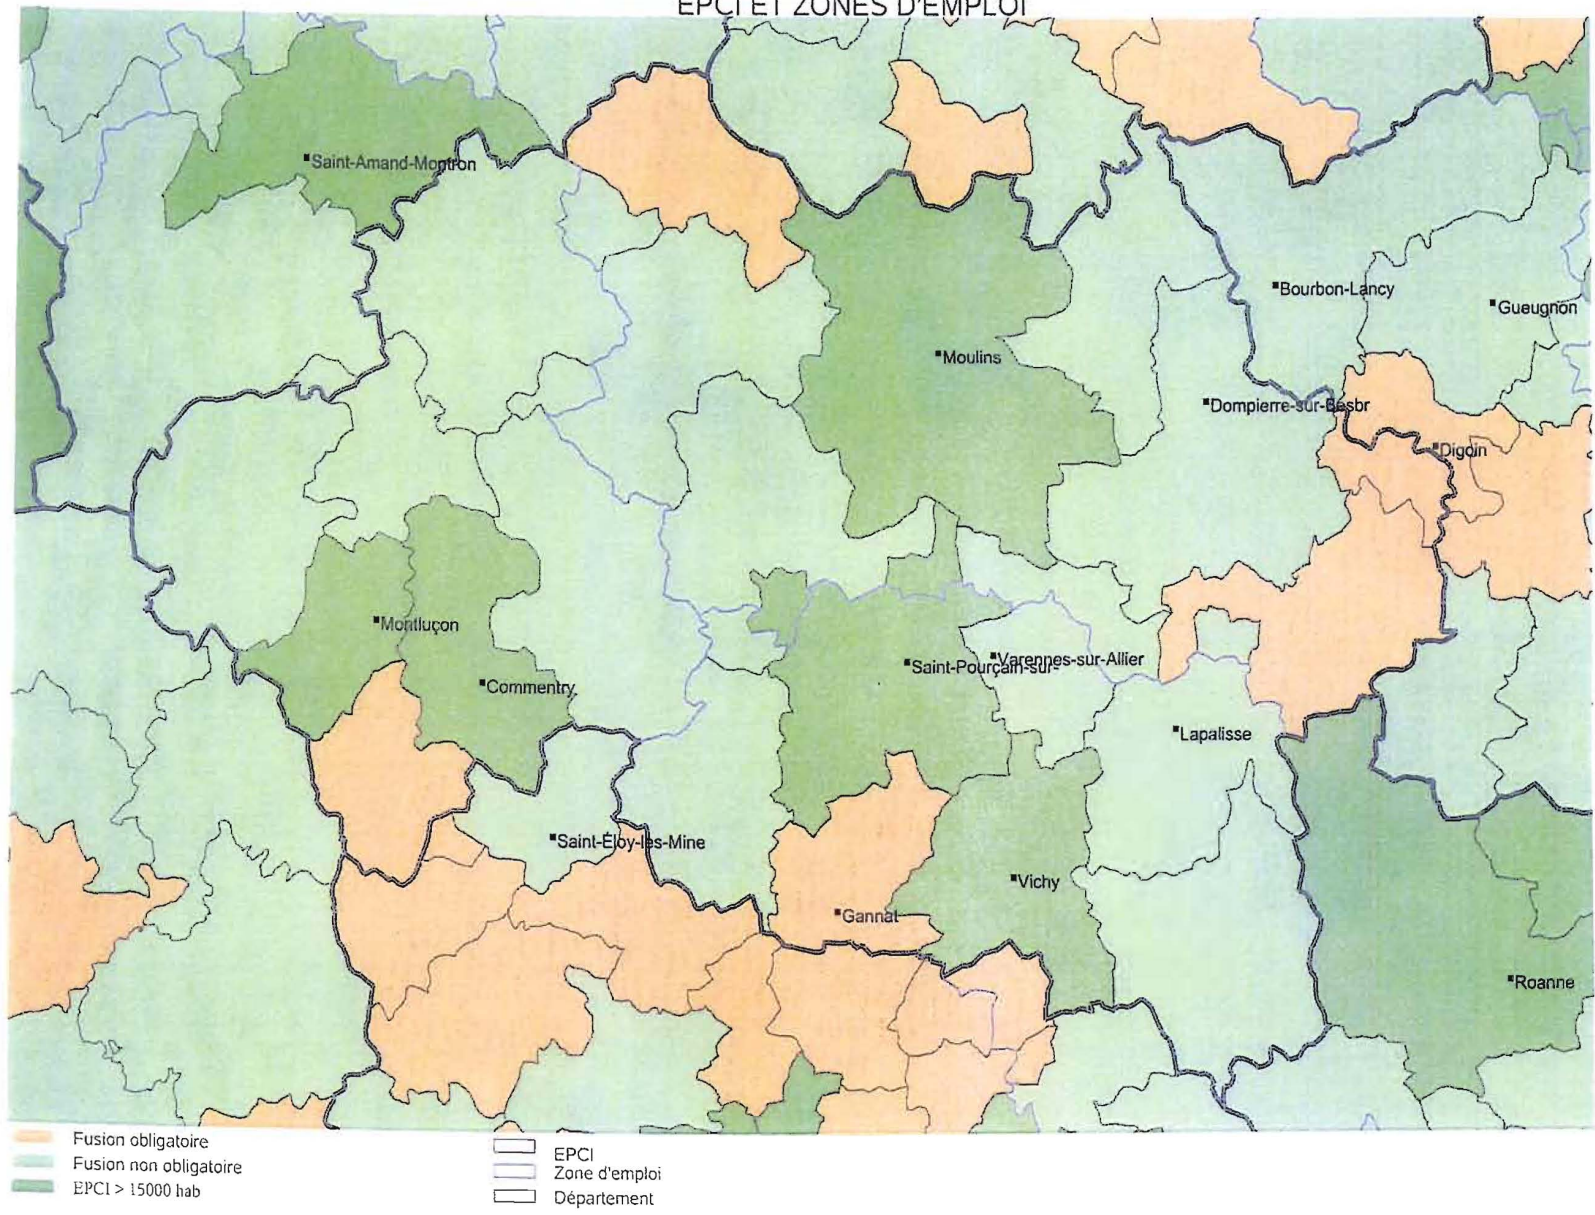 EPCI ET ZONES D'EMPLOI
Saint-Amand-Montron
Bourbon-Lancy
Gueugnon
Moulins
Dompierre-sur-Besbr
Digoin
Montluçon
Saint-Pourçain-sur-
Varennes-sur-Allier
Commentry
Lapalisse
Saint-Éloy-les-Mine
Vichy
Gannat
Roanne
Fusion obligatoire
Fusion non obligatoire
EPCI > 15000 hab
EPCI
Zone d'emploi
Département